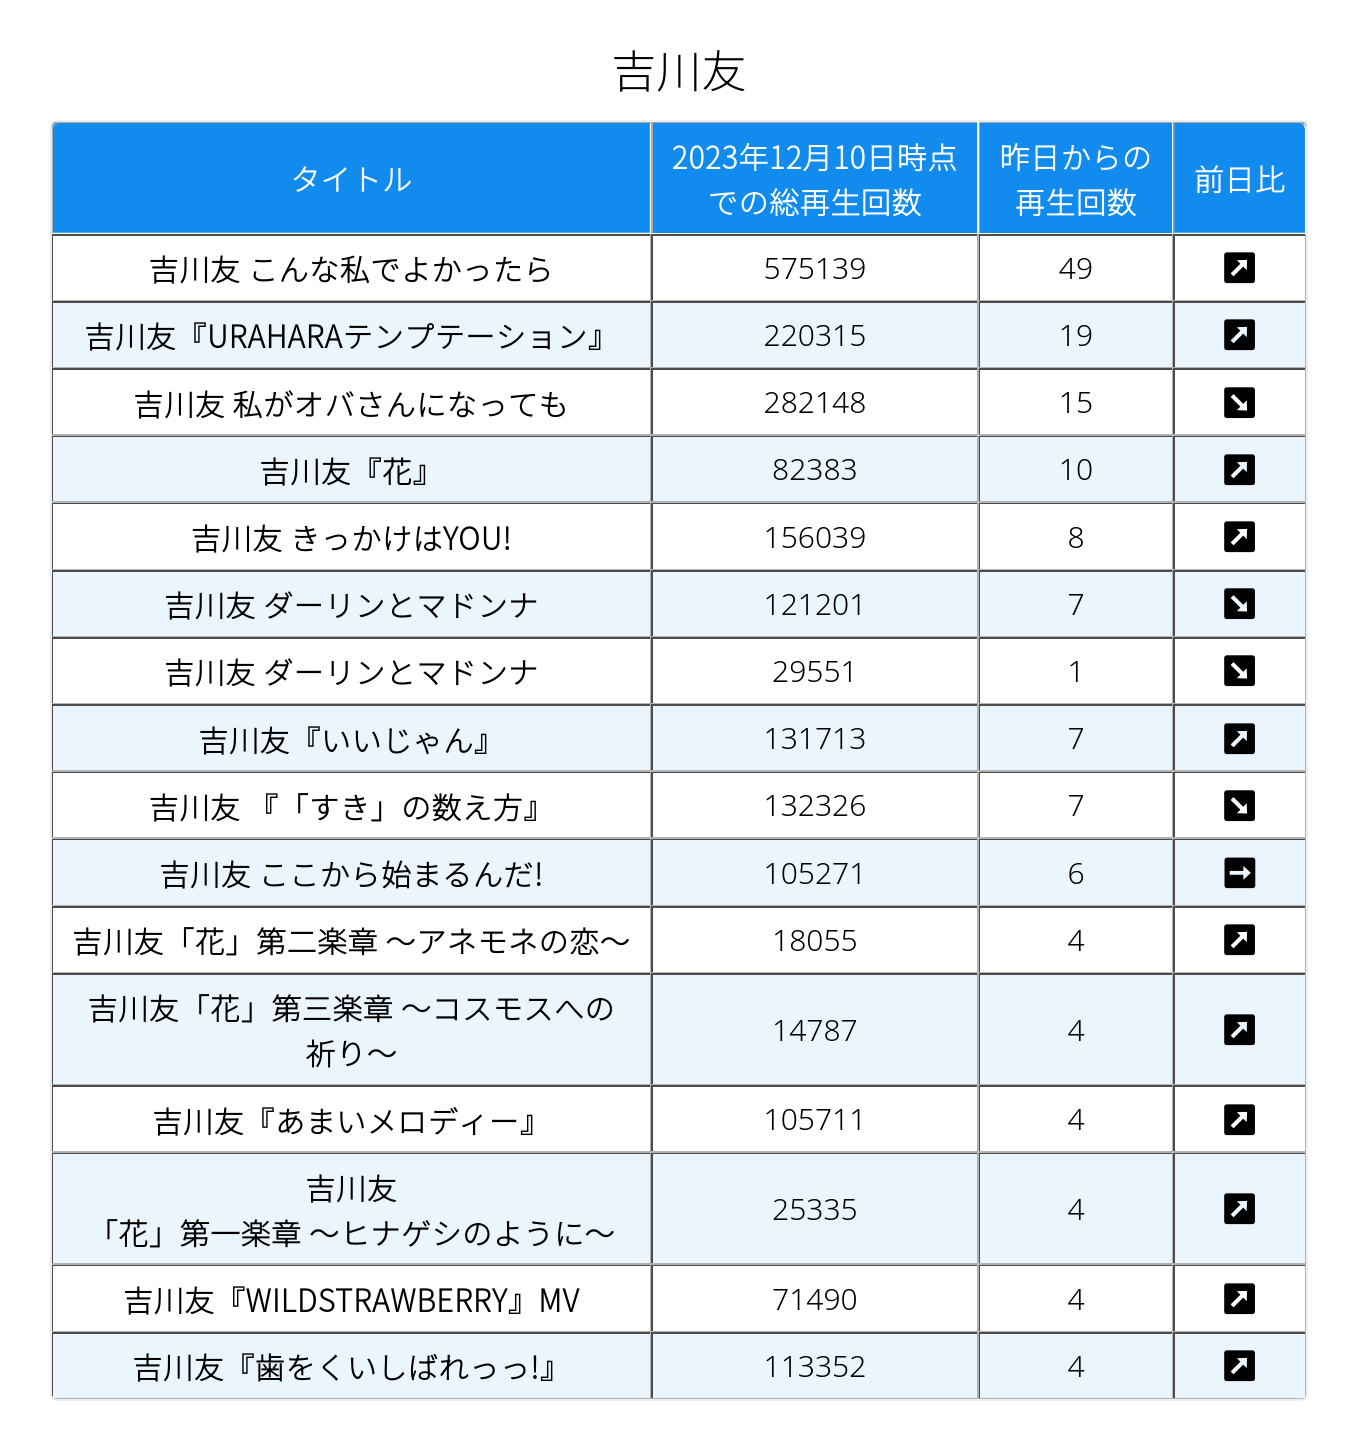 吉川友
タイトル
2023年12月10日時点
での総再生回数
昨日からの
再生回数
前日比
吉川友 こんな私でよかったら 575139 49
吉川友『URAHARAテンプテーション』 220315 19
吉川友 私がオバさんになっても 282148 15
吉川友『花』 82383 10
吉川友 きっかけはYOU! 156039 8
吉川友 ダーリンとマドンナ 121201 7
吉川友 ダーリンとマドンナ 29551 1
吉川友『いいじゃん』 131713 7
吉川友 『「すき」の数え方』 132326 7
吉川友 ここから始まるんだ! 105271 6
吉川友「花」第二楽章 〜アネモネの恋〜 18055 4
吉川友「花」第三楽章 〜コスモスへの
祈り〜 14787 4
吉川友『あまいメロディー』 105711 4
吉川友
「花」第一楽章 〜ヒナゲシのように〜 25335 4
吉川友『WILDSTRAWBERRY』MV 71490 4
吉川友『歯をくいしばれっっ!』 113352 4